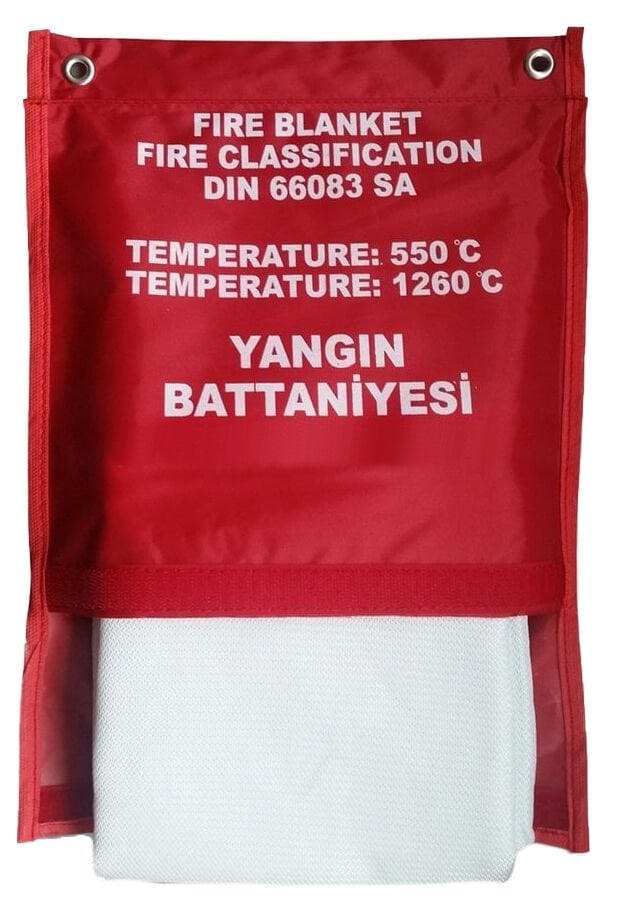 FIRE BLANKET
FIRE CLASSIFICATION
DIN 66083 SA
TEMPERATURE: 550 °C
TEMPERATURE: 1260 °C
YANGIN
BATTANİYESİ